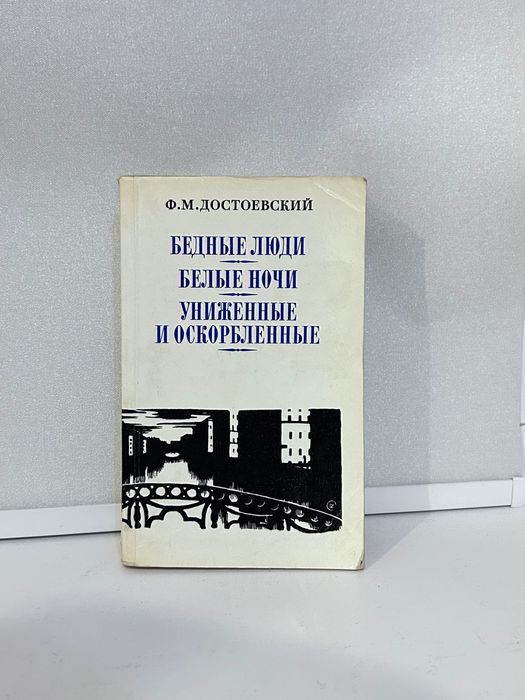 Ф.М.ДОСТОЕВСКИЙ
БЕДНЫЕ ЛЮДИ
БЕЛЫЕ НОЧИ
УНИЖЕННЫЕ
И ОСКОРБЛЕННЫЕ